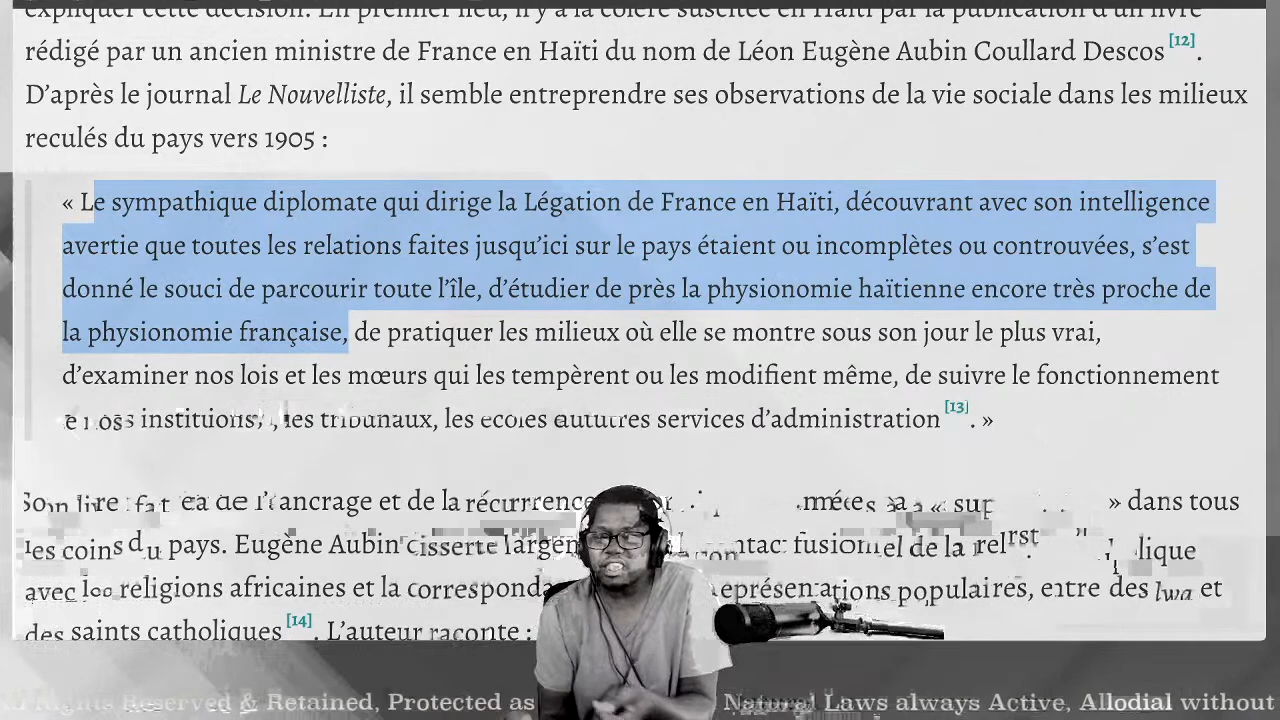 expliquer cette décision. En premier lieu, il y a la colère suscitée en Haïti par la publication d'un livre
rédigé par un ancien ministre de France en Haïti du nom de Léon Eugène Aubin Coullard Descos [12].
D'après le journal Le Nouvelliste, il semble entreprendre ses observations de la vie sociale dans les milieux
reculés du pays vers 1905 :
« Le sympathique diplomate qui dirige la Légation de France en Haïti, découvrant avec son intelligence
avertie que toutes les relations faites jusqu'ici sur le pays étaient ou incomplètes ou controuvées, s'est
donné le souci de parcourir toute l'île, d'étudier de près la physionomie haïtienne encore très proche de
la physionomie française, de pratiquer les milieux où elle se montre sous son jour le plus vrai,
d'examiner nos lois et les mœurs qui les tempèrent ou les modifient même, de suivre le fonctionnement
institutions, les tribunaux, les écoles services d'administration [13]. »
l'ancrage et de la dans tous
les coins du pays. Eugène Aubin de la
avec religions africaines et la populaires, entre des lwa et
des saints catholiques [14]. L'auteur raconte :
Rights Reserved & Retained, Protected as Natural Laws always Active, Allodial without